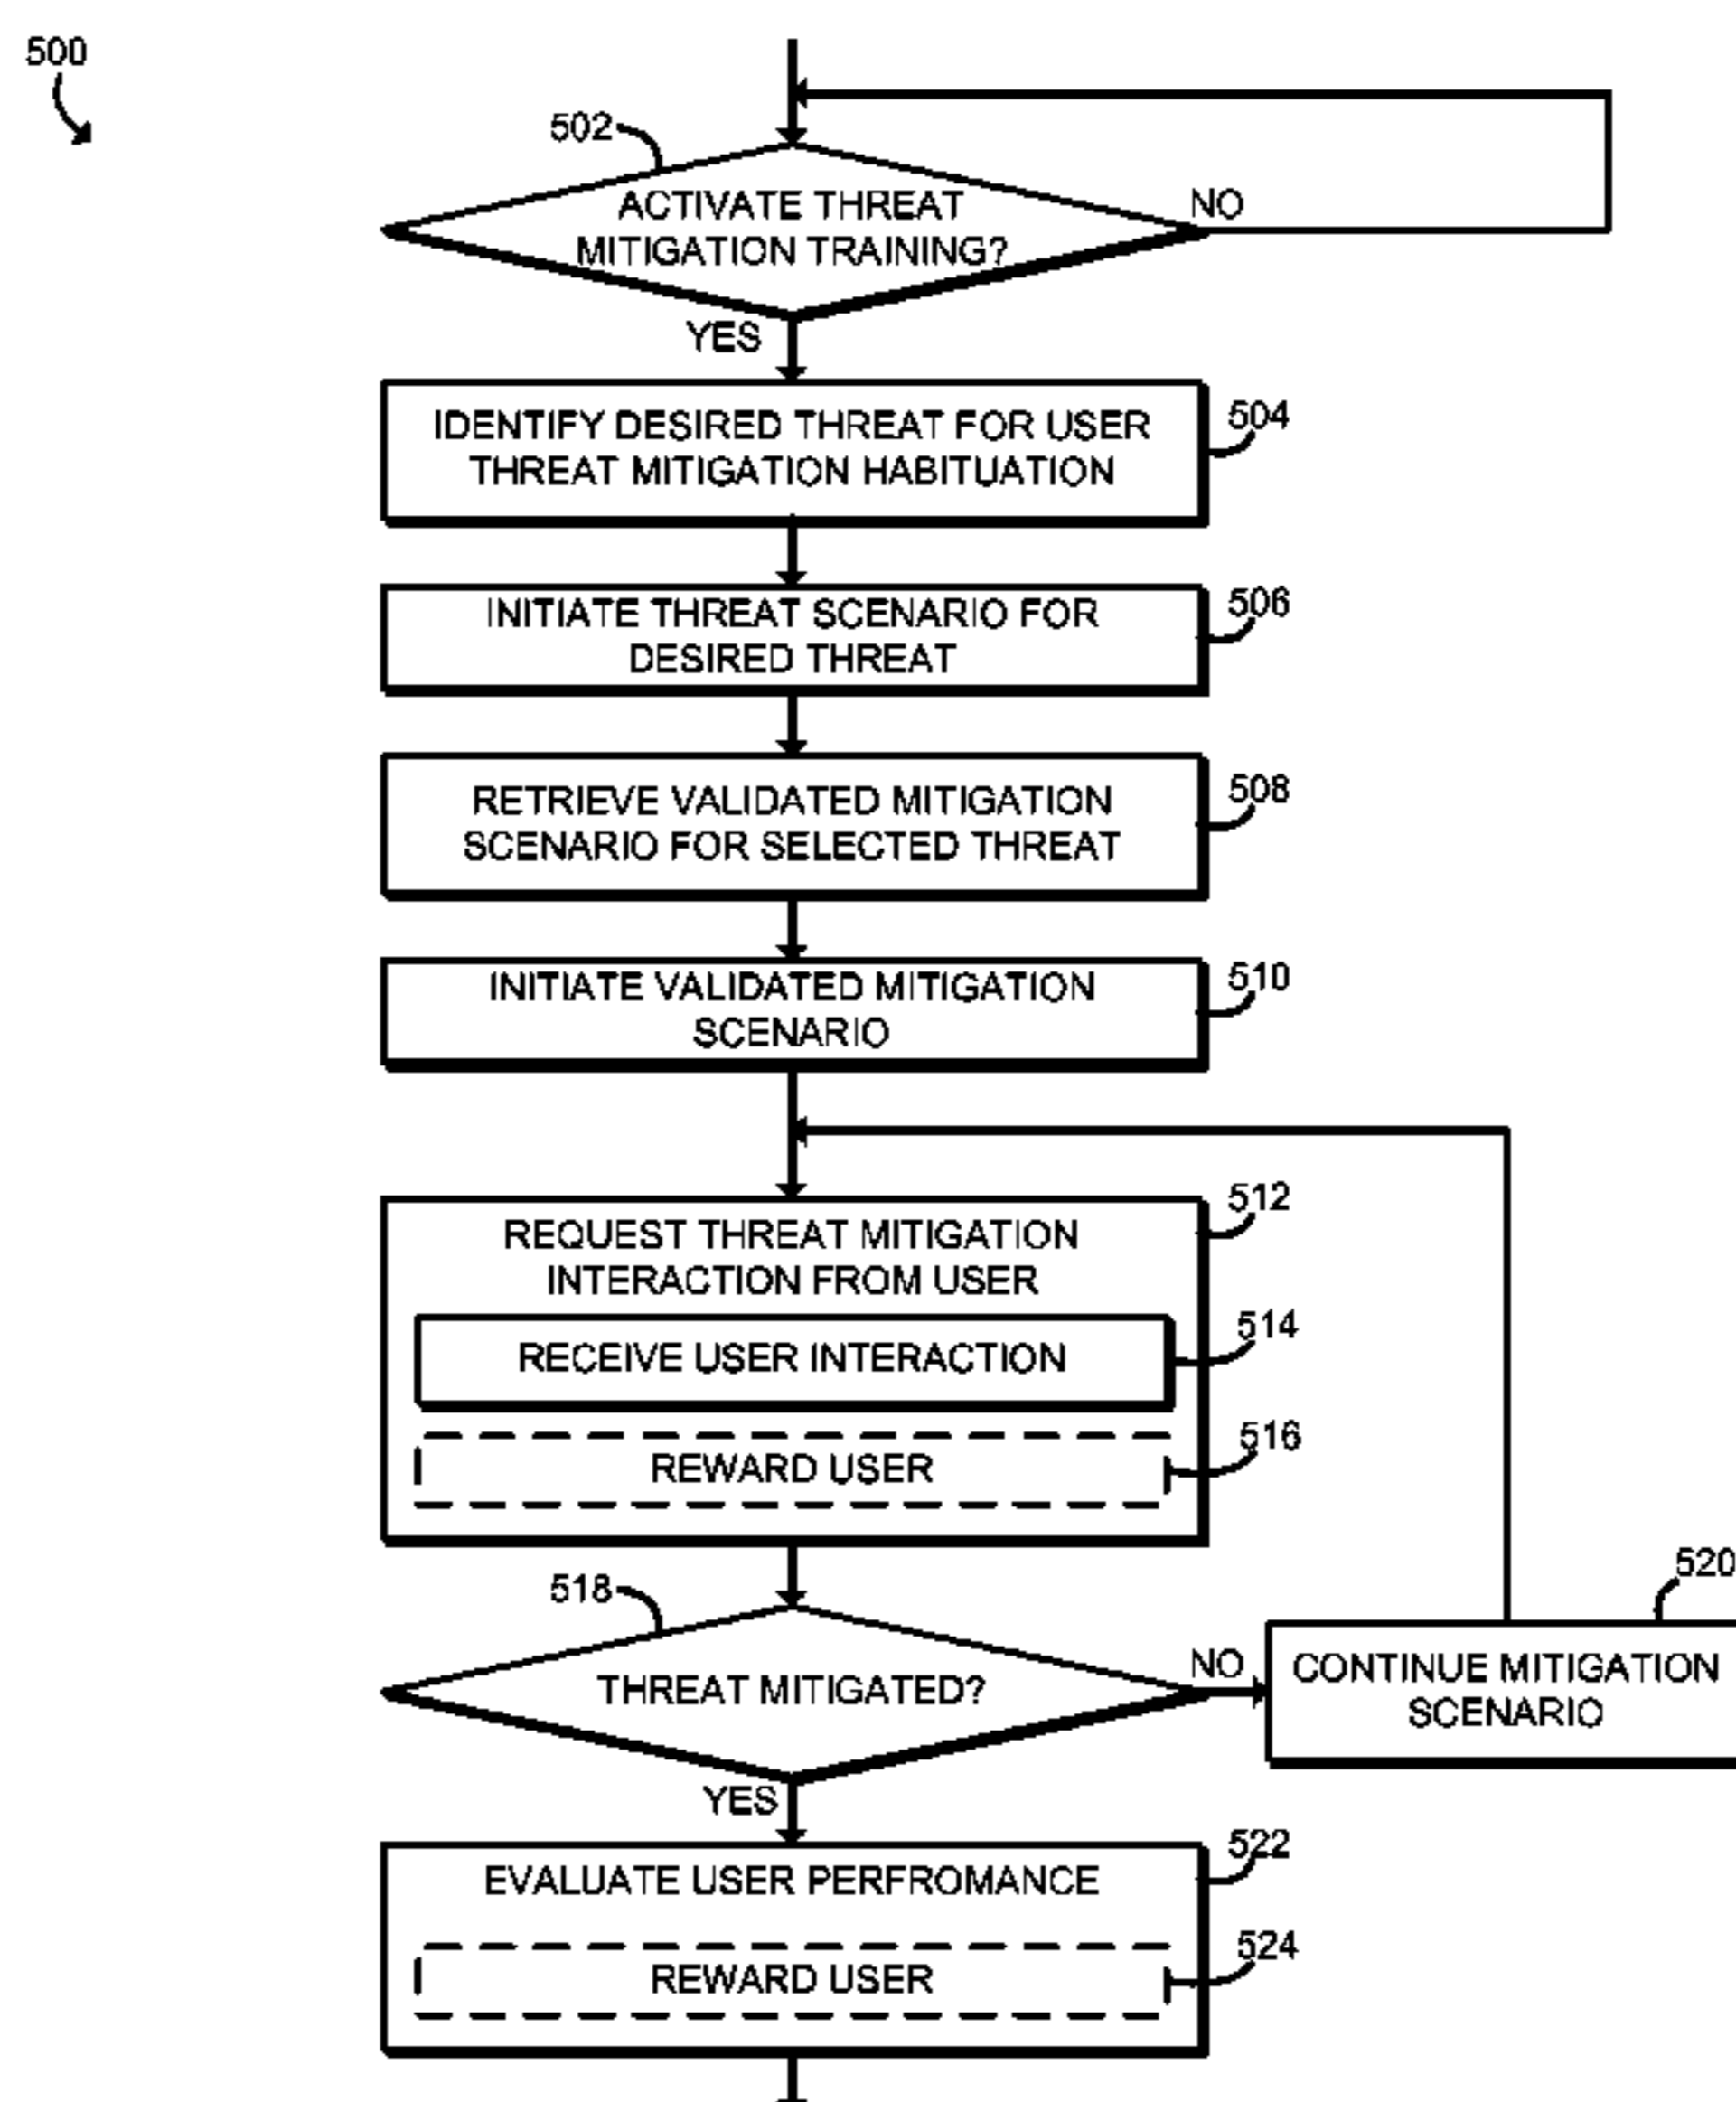 500
502
ACTIVATE THREAT
MITIGATION TRAINING?
NO
YES
IDENTIFY DESIRED THREAT FOR USER
THREAT MITIGATION HABITUATION
504
INITIATE THREAT SCENARIO FOR
DESIRED THREAT
506
RETRIEVE VALIDATED MITIGATION
SCENARIO FOR SELECTED THREAT
508
INITIATE VALIDATED MITIGATION
SCENARIO
510
REQUEST THREAT MITIGATION
INTERACTION FROM USER
512
RECEIVE USER INTERACTION
514
REWARD USER
516
518
THREAT MITIGATED?
NO
YES
520
CONTINUE MITIGATION
SCENARIO
EVALUATE USER PERFROMANCE
522
REWARD USER
524